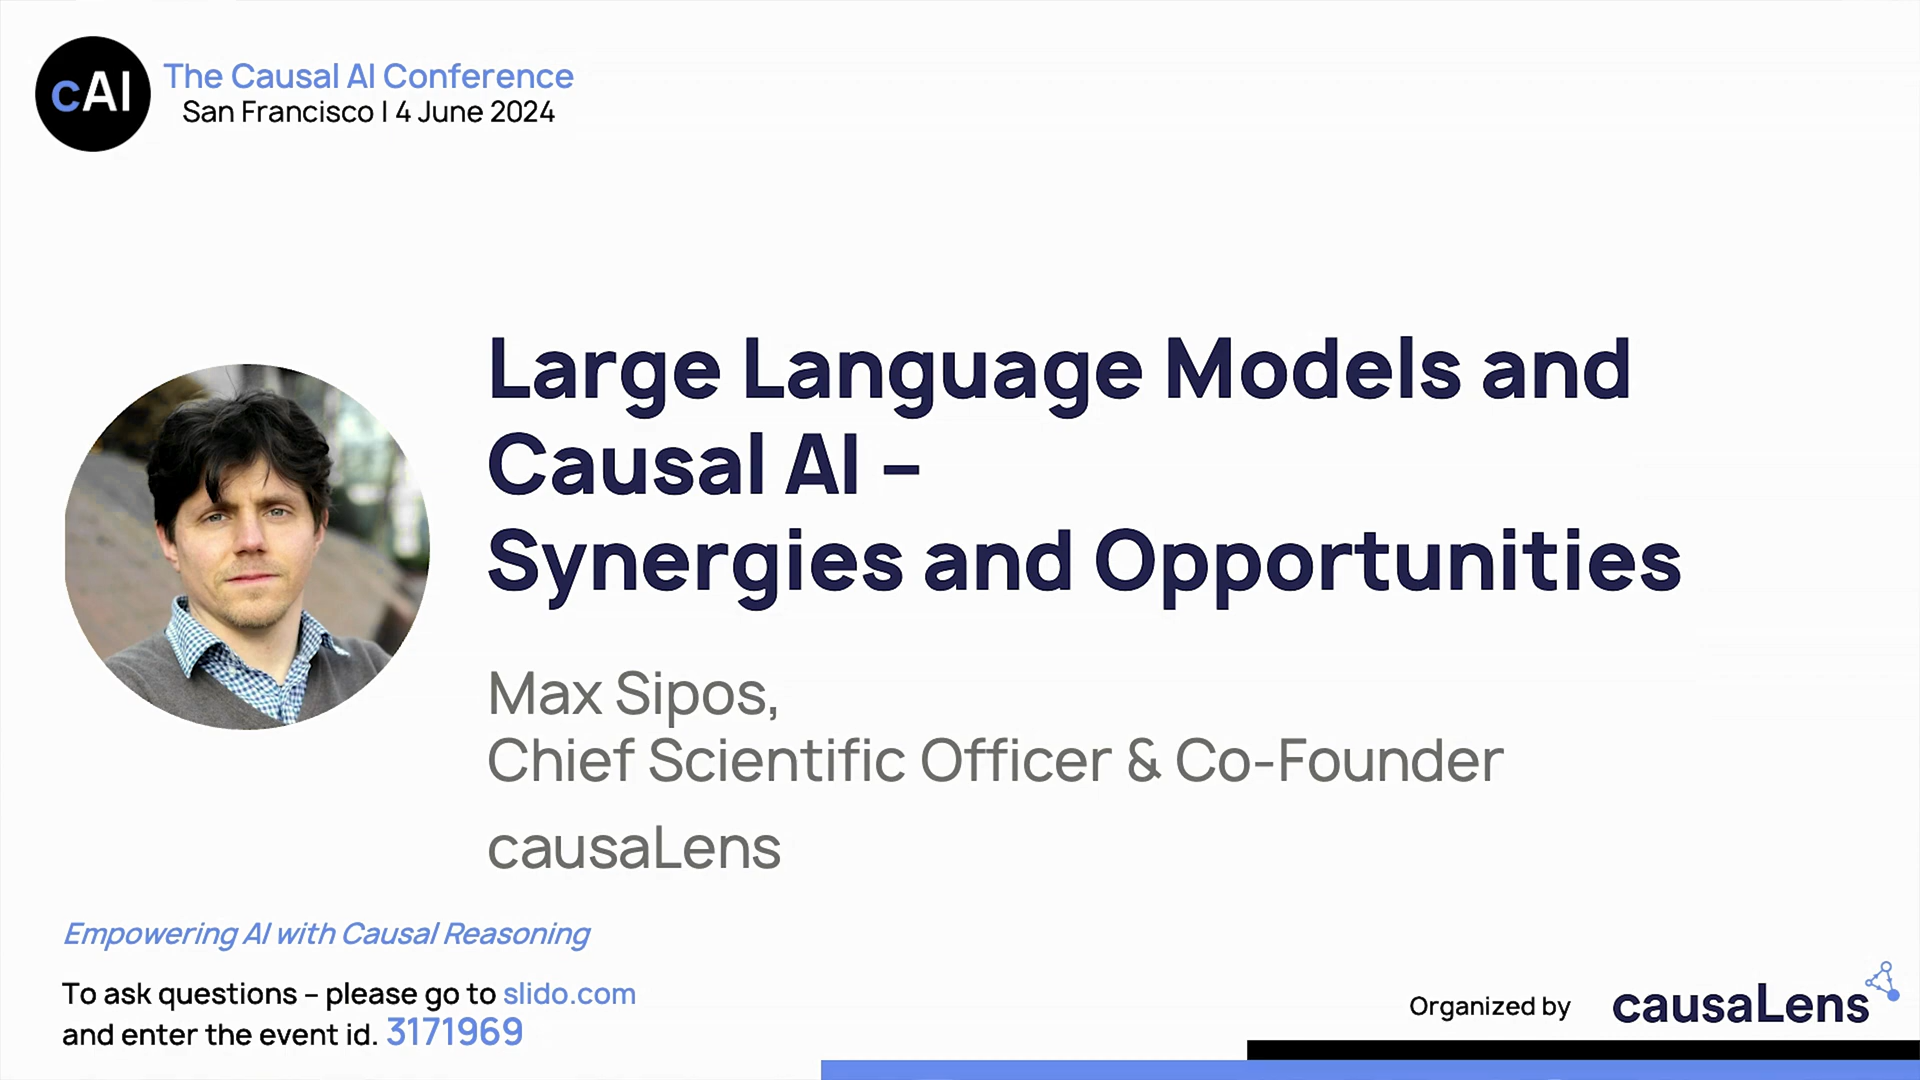 cAI
The Causal AI Conference
San Francisco | 4 June 2024
Large Language Models and
Causal AI –
Synergies and Opportunities
Max Sipos,
Chief Scientific Officer & Co-Founder
causaLens
Empowering AI with Causal Reasoning
To ask questions – please go to slido.com
and enter the event id. 3171969
Organized by causaLens